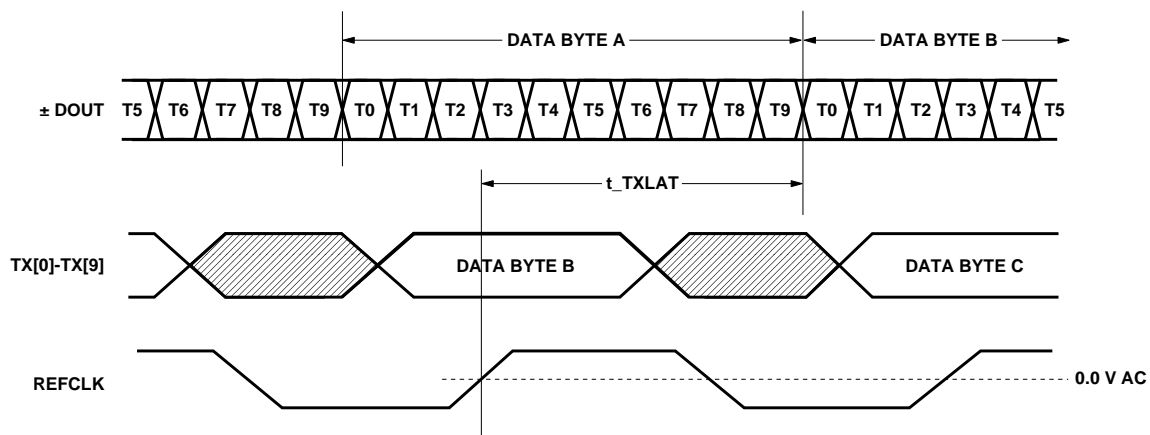 DATA BYTE A DATA BYTE B
± DOUT T5 T6 T7 T8 T9 T0 T1 T2 T3 T4 T5 T6 T7 T8 T9 T0 T1 T2 T3 T4 T5
t_TXLAT
TX[0]-TX[9] DATA BYTE B DATA BYTE C
REFCLK 0.0 V AC